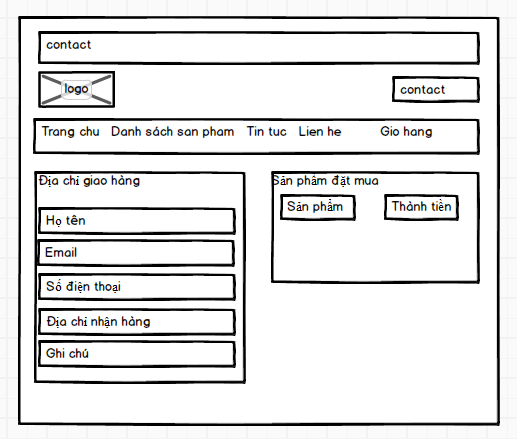 contact
logo
contact
Trang chu Danh sách san pham Tin tuc Lien he Gio hang
Địa chỉ giao hàng
Họ tên
Email
Số điện thoại
Địa chỉ nhận hàng
Ghi chú
Sản phẩm đặt mua
Sản phẩm Thành tiền